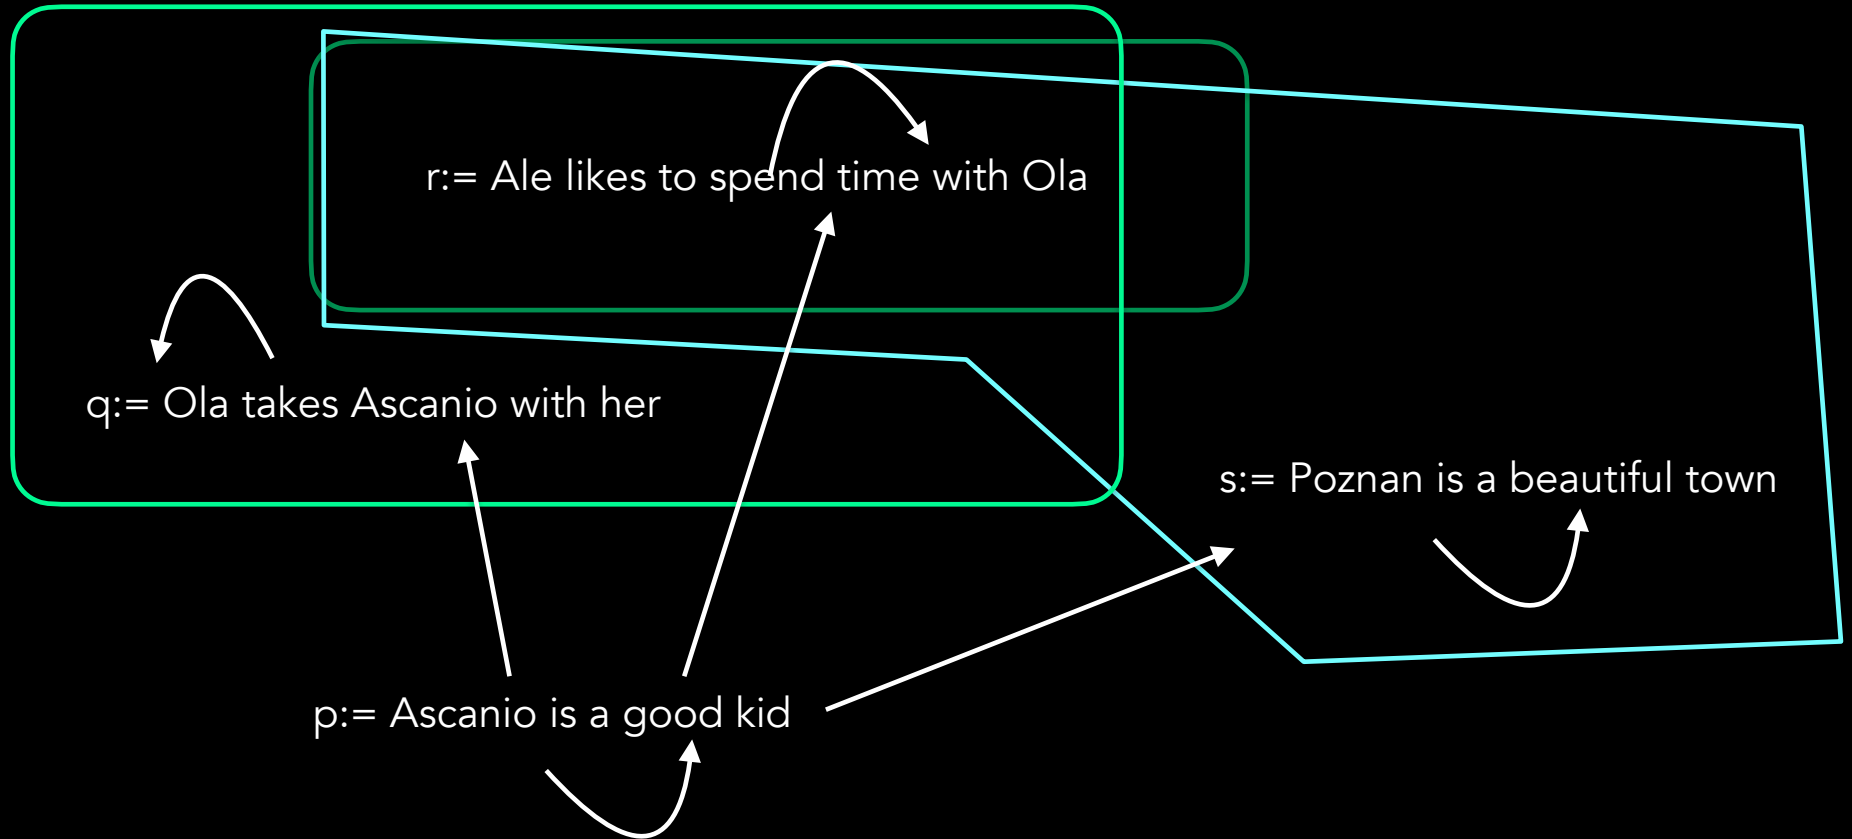 r:= Ale likes to spend time with Ola
q:= Ola takes Ascanio with her
s:= Poznan is a beautiful town
p:= Ascanio is a good kid